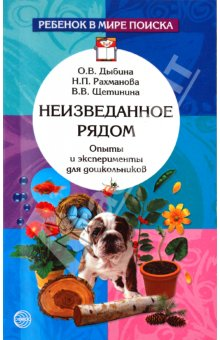 РЕБЕНОК В МИРЕ ПОИСКА
О.В. Дыбина
Н.П. Рахманова
В.В. Щетинина
НЕИЗВЕДАННОЕ
РЯДОМ
Опыты
и эксперименты
для дошкольников